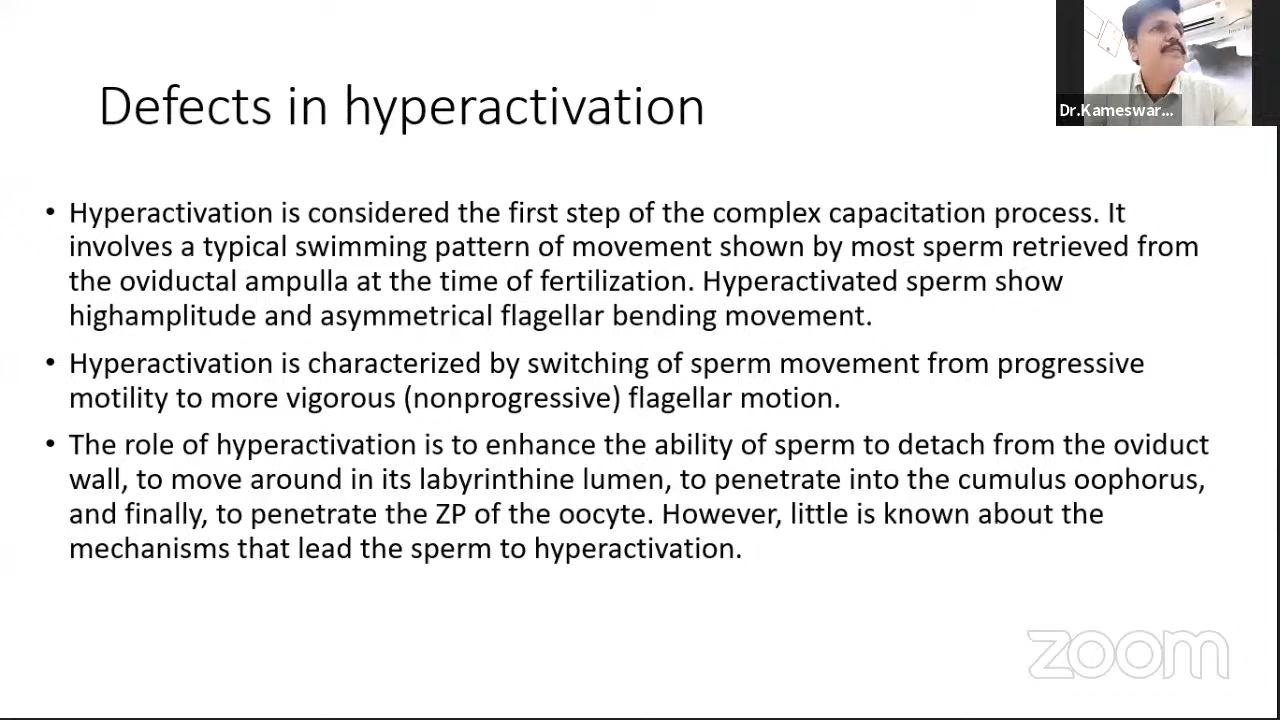 Defects in hyperactivation
Dr.Kameswar...
• Hyperactivation is considered the first step of the complex capacitation process. It
involves a typical swimming pattern of movement shown by most sperm retrieved from
the oviductal ampulla at the time of fertilization. Hyperactivated sperm show
highamplitude and asymmetrical flagellar bending movement.
• Hyperactivation is characterized by switching of sperm movement from progressive
motility to more vigorous (nonprogressive) flagellar motion.
• The role of hyperactivation is to enhance the ability of sperm to detach from the oviduct
wall, to move around in its labyrinthine lumen, to penetrate into the cumulus oophorus,
and finally, to penetrate the ZP of the oocyte. However, little is known about the
mechanisms that lead the sperm to hyperactivation.
zoom